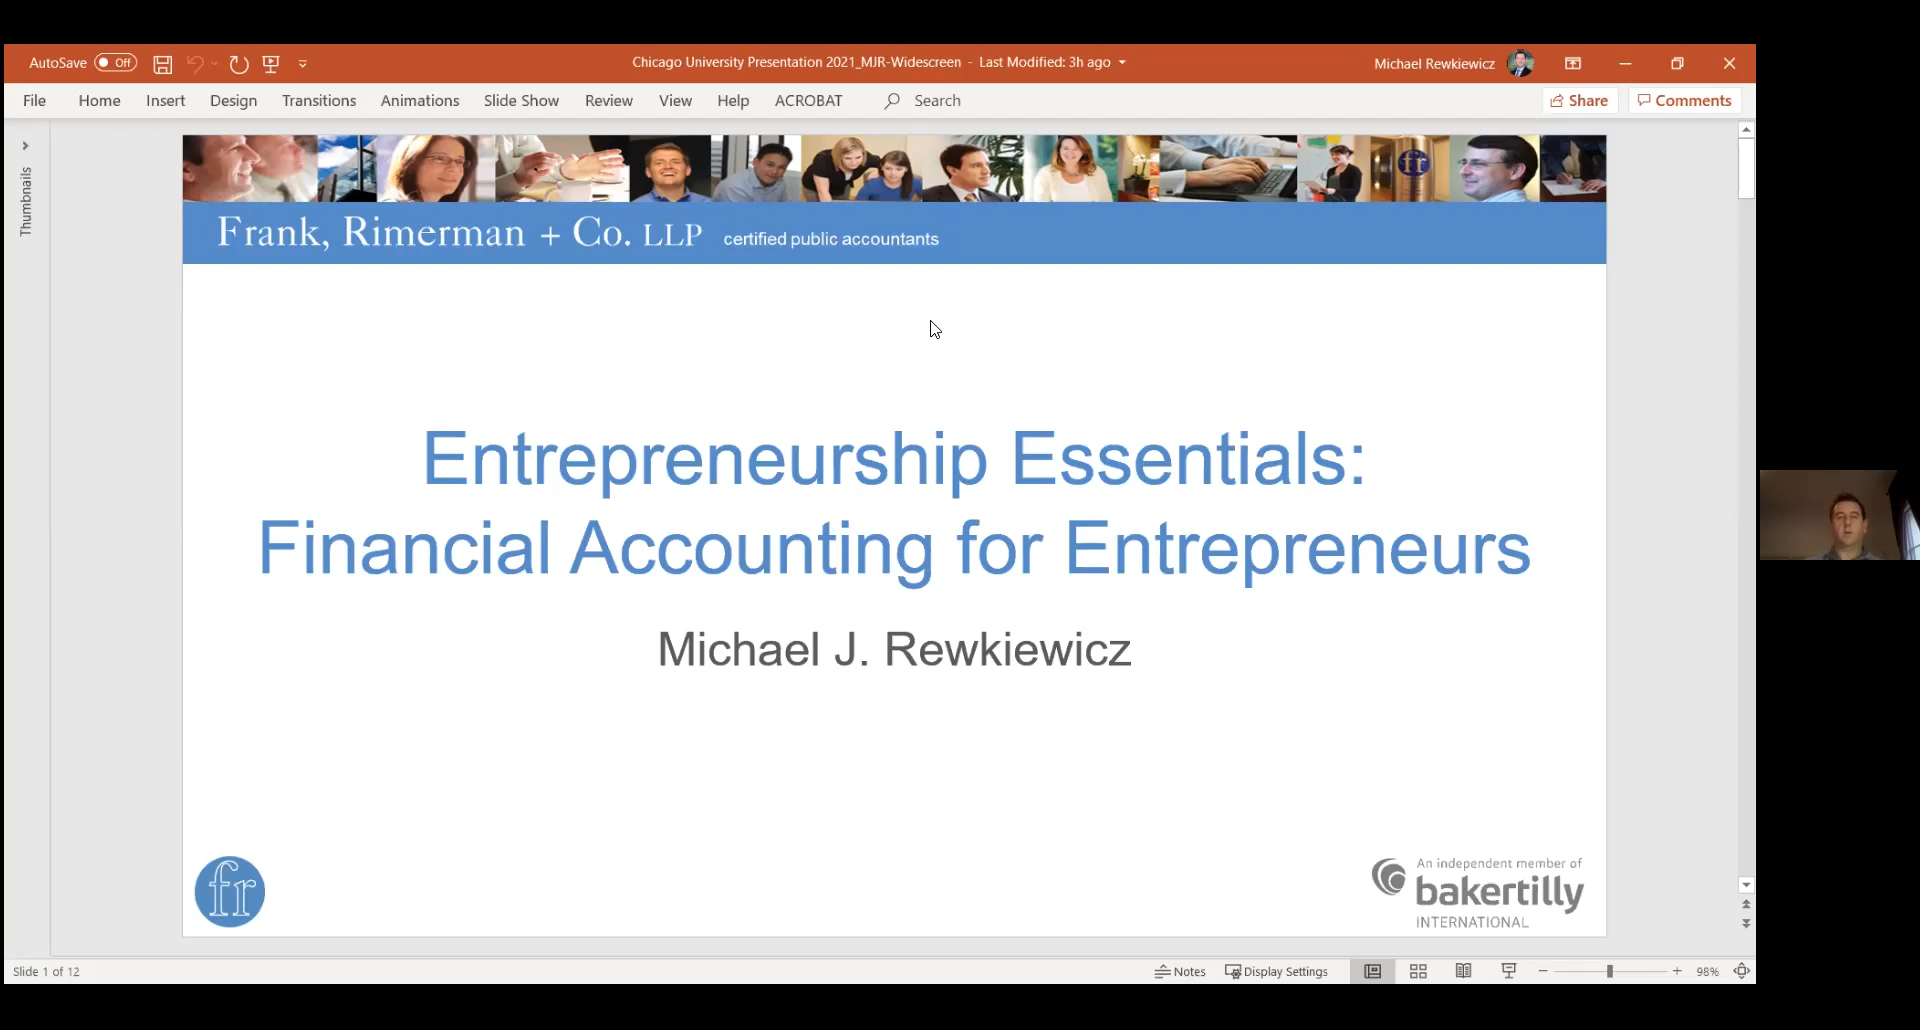 AutoSave Off
Chicago University Presentation 2021_MJR-Widescreen - Last Modified: 3h ago
Michael Rewkiewicz
File Home Insert Design Transitions Animations Slide Show Review View Help ACROBAT Search Share Comments
Thumbnails
fr
Frank, Rimerman + Co. LLP certified public accountants
Entrepreneurship Essentials:
Financial Accounting for Entrepreneurs
Michael J. Rewkiewicz
fr
An independent member of
bakertilly
INTERNATIONAL
Slide 1 of 12 Notes Display Settings 98%